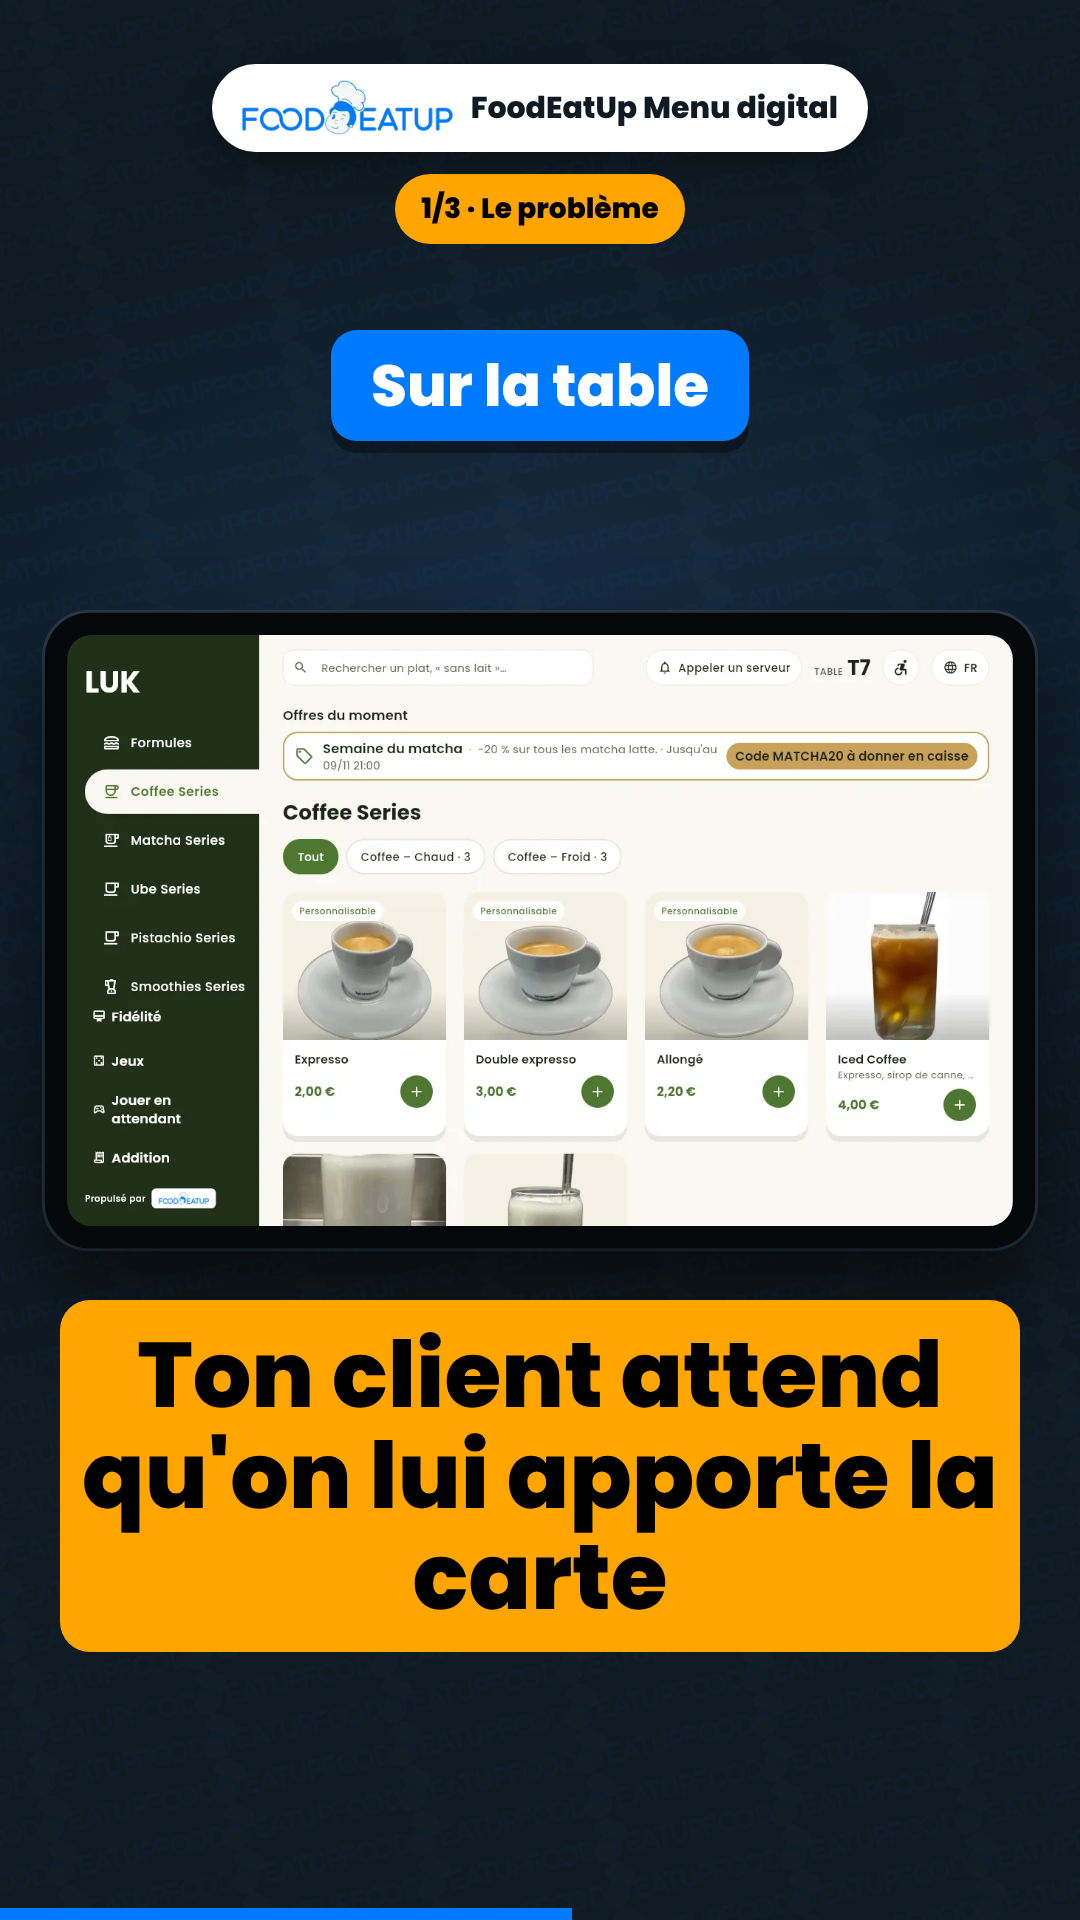 FOOD EATUP FoodEatUp Menu digital
1/3 · Le problème
Sur la table
LUK
Formules
Coffee Series
Matcha Series
Ube Series
Pistachio Series
Smoothies Series
Fidélité
Jeux
Jouer en
attendant
Addition
Propulsé par FOOD EATUP
Rechercher un plat, « sans lait »...
Appeler un serveur
TABLE T7
FR
Offres du moment
Semaine du matcha · -20 % sur tous les matcha latte. · Jusqu'au
09/11 21:00
Code MATCHA20 à donner en caisse
Coffee Series
Tout
Coffee – Chaud · 3
Coffee – Froid · 3
Personnalisable
Expresso
2,00 €
Personnalisable
Double expresso
3,00 €
Personnalisable
Allongé
2,20 €
Iced Coffee
Expresso, sirop de canne, ...
4,00 €
Ton client attend
qu'on lui apporte la
carte